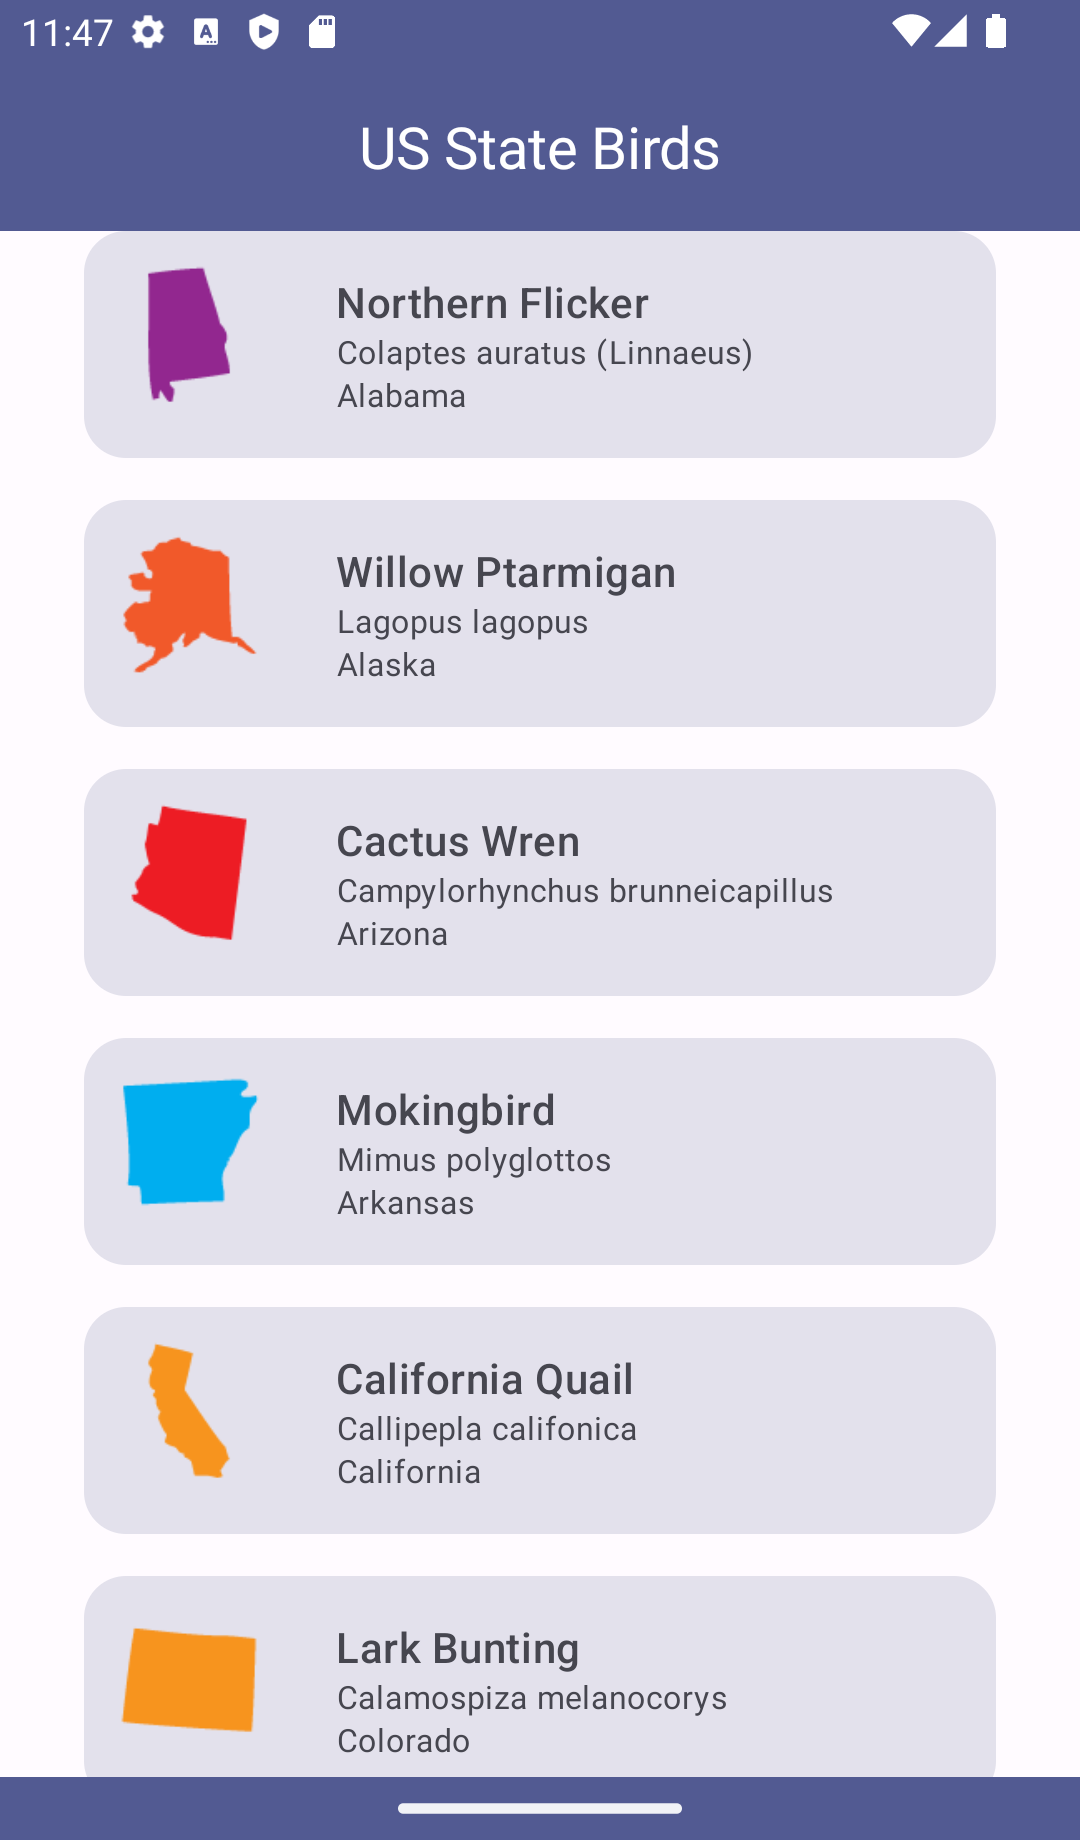 11:47
US State Birds
Northern Flicker
Colaptes auratus (Linnaeus)
Alabama
Willow Ptarmigan
Lagopus lagopus
Alaska
Cactus Wren
Campylorhynchus brunneicapillus
Arizona
Mokingbird
Mimus polyglottos
Arkansas
California Quail
Callipepla califonica
California
Lark Bunting
Calamospiza melanocorys
Colorado